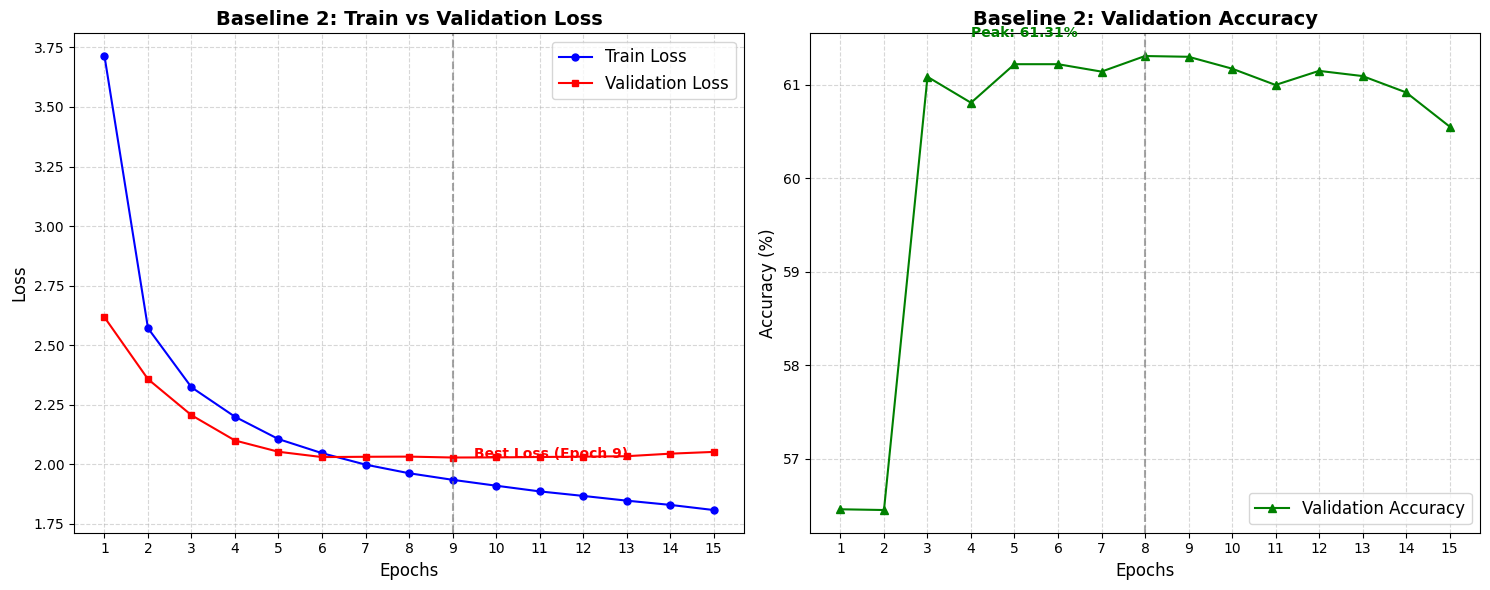 Baseline 2: Train vs Validation Loss
3.75
3.50
3.25
3.00
2.75
2.50
2.25
2.00
1.75
Loss
Train Loss
Validation Loss
Best Loss (Epoch 9)
1 2 3 4 5 6 7 8 9 10 11 12 13 14 15
Epochs
Baseline 2: Validation Accuracy
Peak: 61.31%
61
60
59
58
57
Accuracy (%)
Validation Accuracy
1 2 3 4 5 6 7 8 9 10 11 12 13 14 15
Epochs